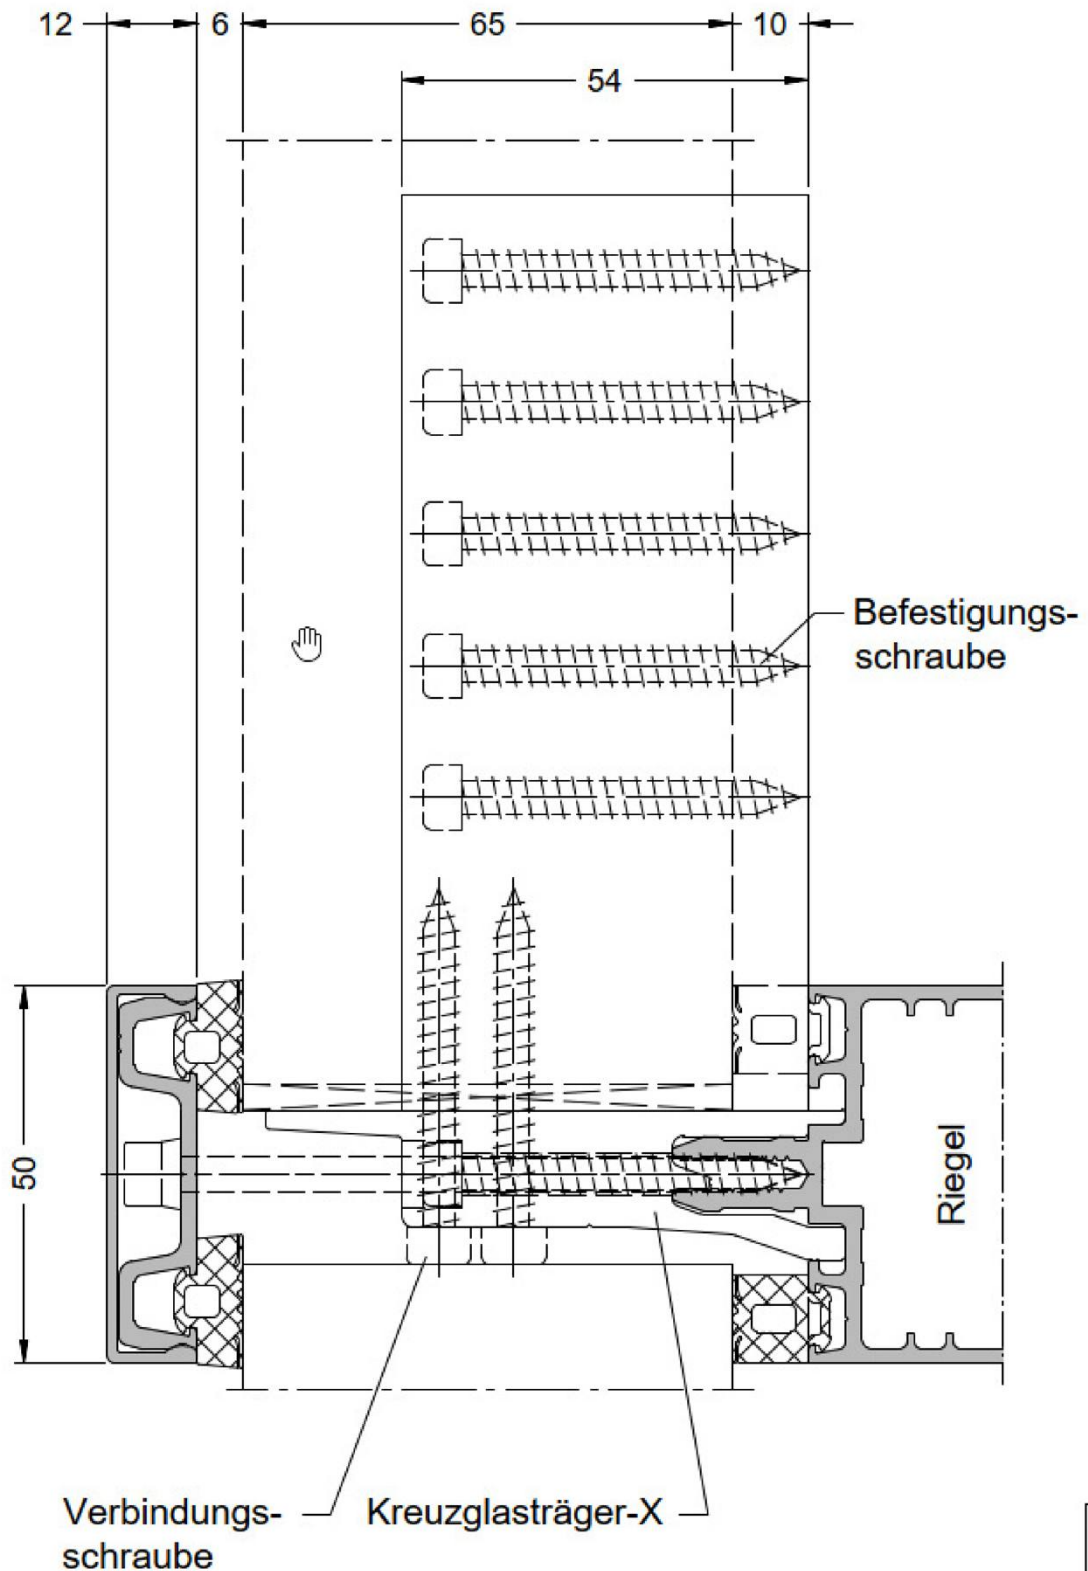 12
6
65
10
54
Befestigungs-
schraube
50
Riegel
Verbindungs-
schraube
Kreuzglasträger-X